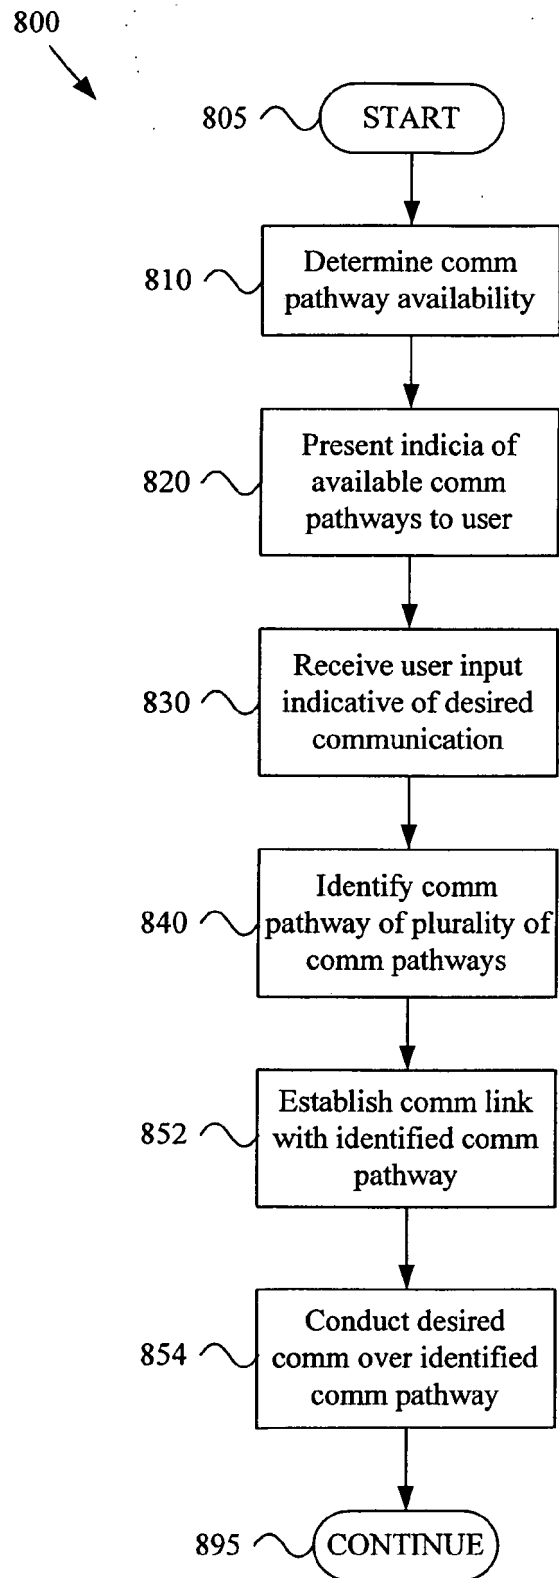 800
805
START
810
Determine comm
pathway availability
820
Present indicia of
available comm
pathways to user
830
Receive user input
indicative of desired
communication
840
Identify comm
pathway of plurality of
comm pathways
852
Establish comm link
with identified comm
pathway
854
Conduct desired
comm over identified
comm pathway
895
CONTINUE